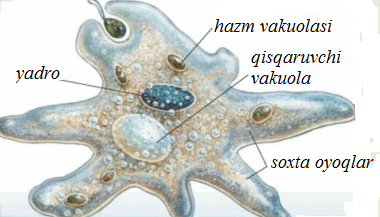 hazm vakuolasi
qisqaruvchi
vakuola
yadro
soxta oyoqlar